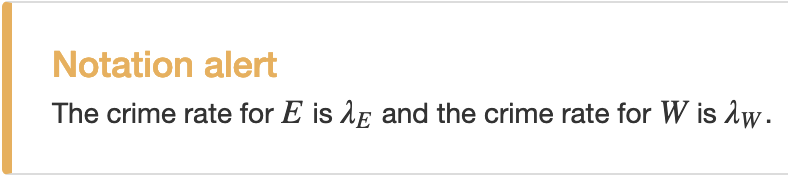 Notation alert
The crime rate for E is λ_E and the crime rate for W is λ_W.